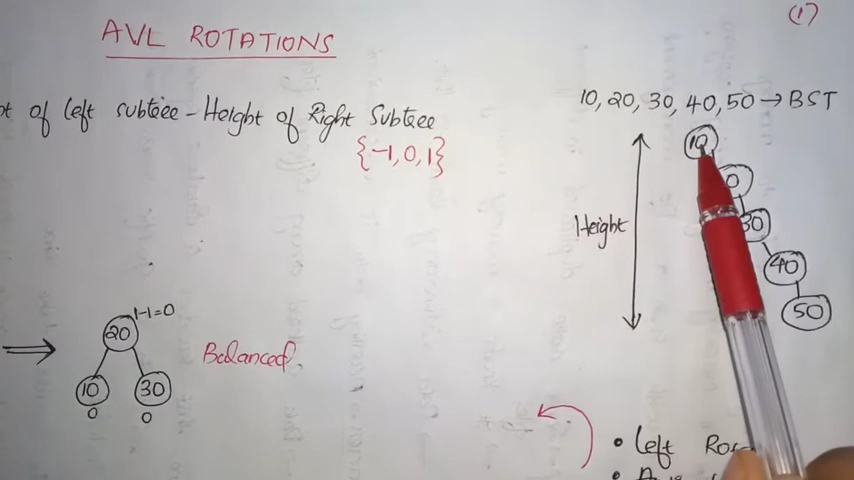 (1)
AVL ROTATIONS
of Left Subtree - Height of Right Subtree
{-1, 0, 1}
10, 20, 30, 40, 50 → BST
10
30
40
50
Height
1-1=0
20
10 30
0 0
Balanced.
• Left